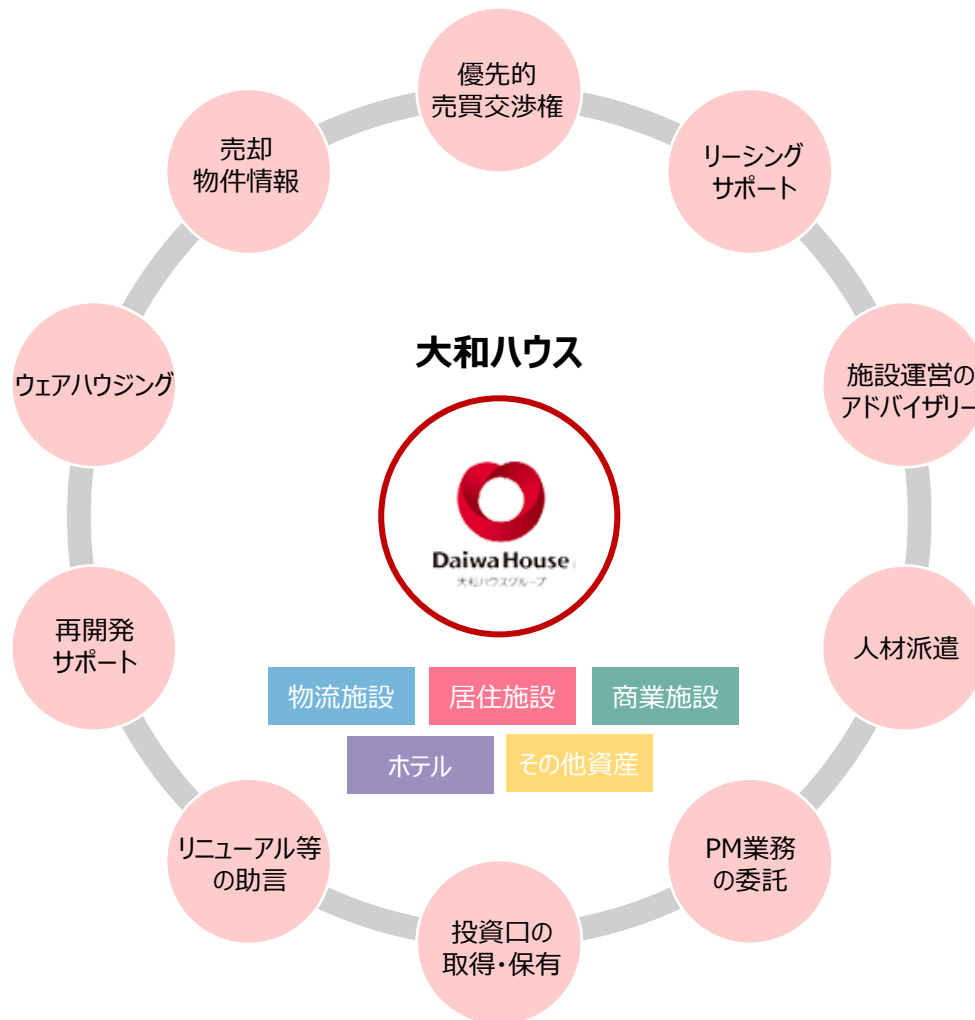 優先的
売買交渉権
リーシング
サポート
施設運営の
アドバイザリー
人材派遣
PM業務
の委託
投資口の
取得・保有
リニューアル等
の助言
再開発
サポート
ウェアハウジング
売却
物件情報
大和ハウス
Daiwa House
大和ハウスグループ
物流施設
居住施設
商業施設
ホテル
その他資産